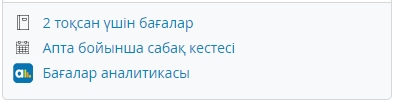 2 тоқсан үшін бағалар
Апта бойынша сабақ кестесі
Бағалар аналитикасы